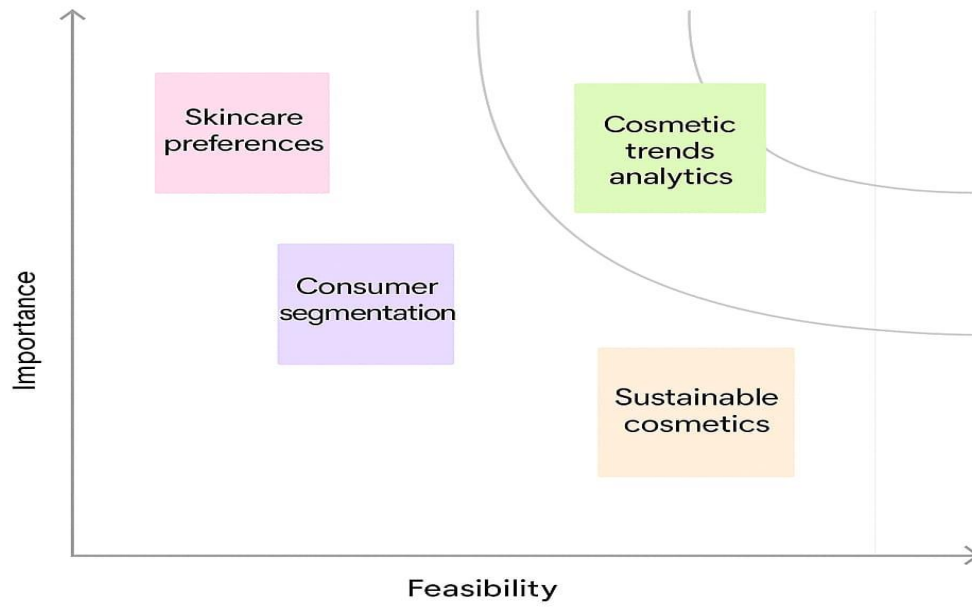 Skincare
preferences
Cosmetic
trends
analytics
Consumer
segmentation
Sustainable
cosmetics
Importance
Feasibility